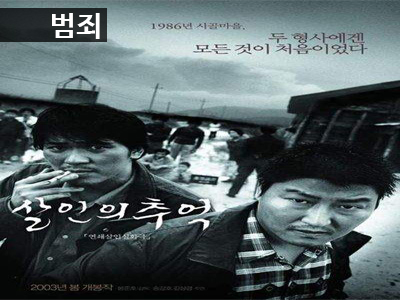 범죄
1986년 시골마을,
두 형사에겐
모든 것이 처음이었다
살인의 추억
2003년 봄 개봉작